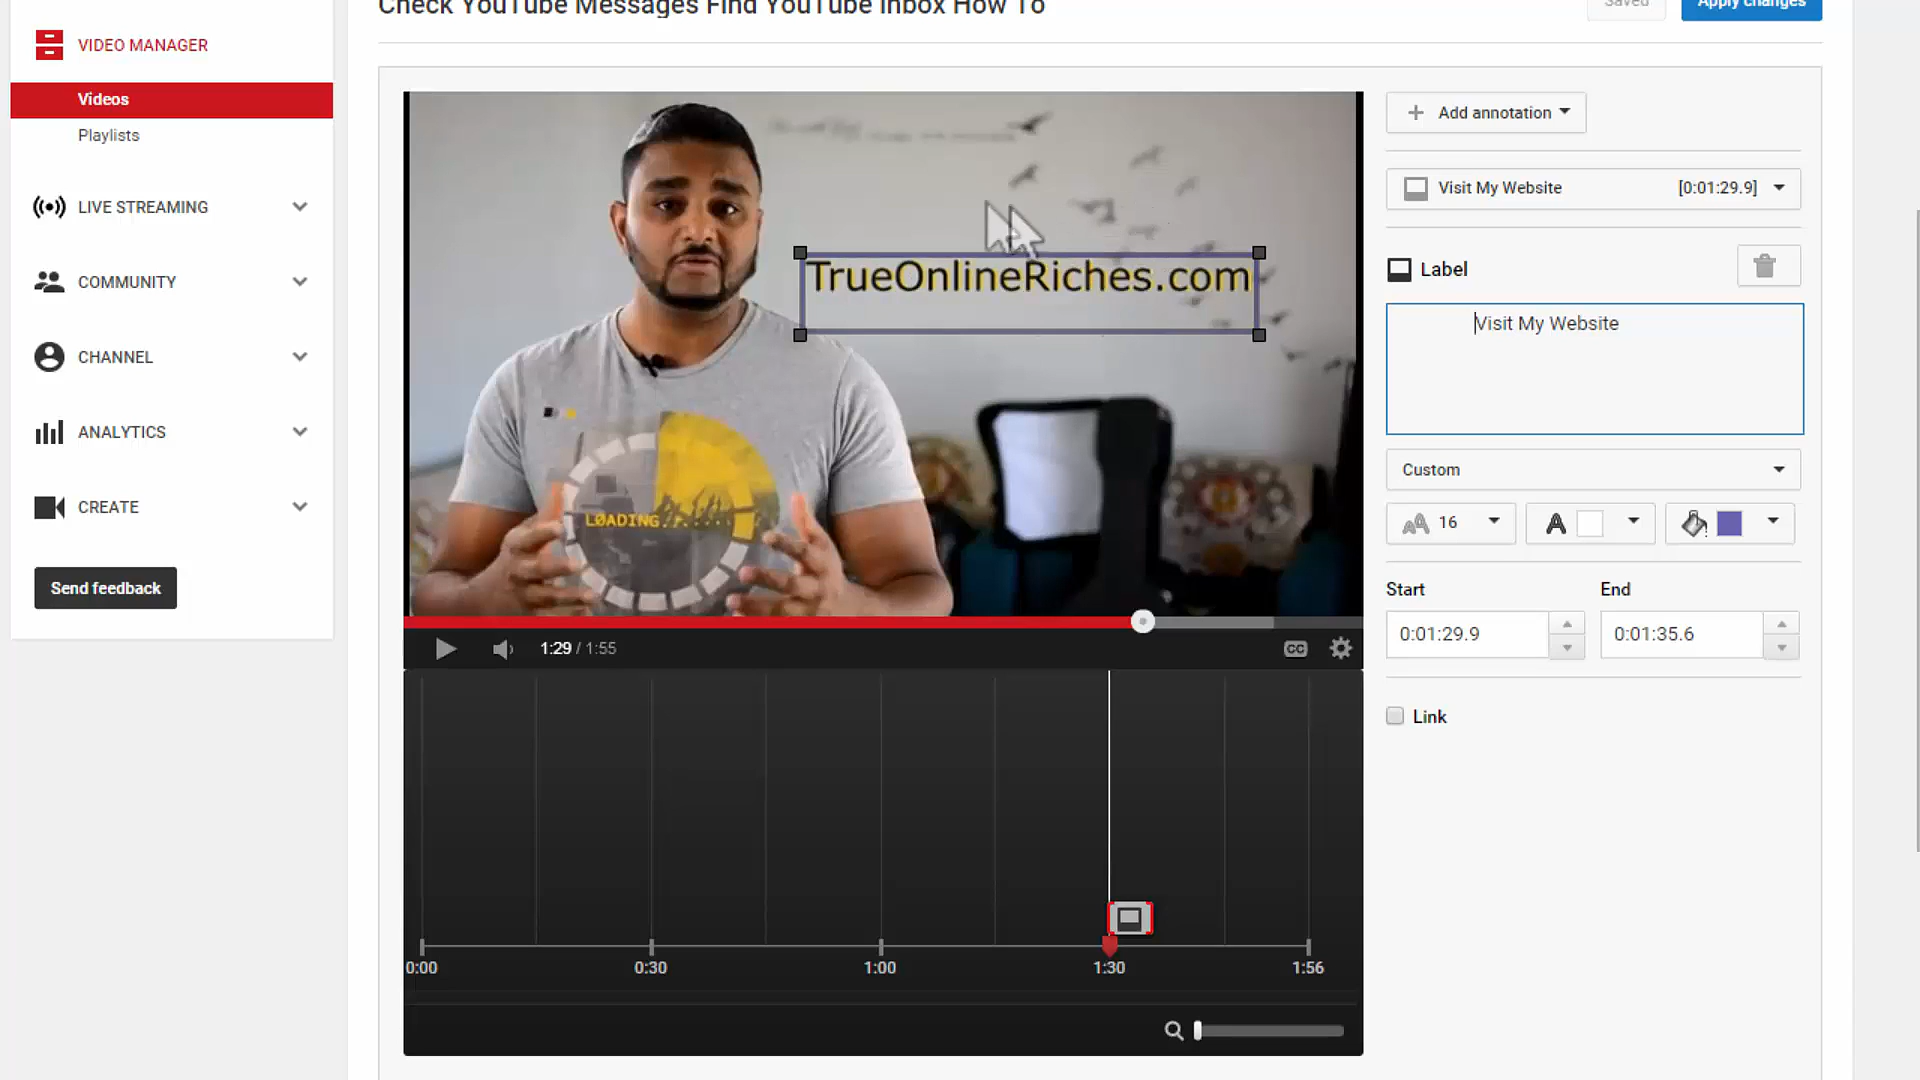 Check YouTube Messages Find YouTube Inbox How To
Saved
Apply changes
VIDEO MANAGER
Videos
Playlists
LIVE STREAMING
COMMUNITY
CHANNEL
ANALYTICS
CREATE
Send feedback
TrueOnlineRiches.com
LOADING.......
1:29 / 1:55
CC
0:00
0:30
1:00
1:30
1:56
+ Add annotation
Visit My Website [0:01:29.9]
Label
Visit My Website
Custom
AA 16
A
Start End
0:01:29.9 0:01:35.6
Link